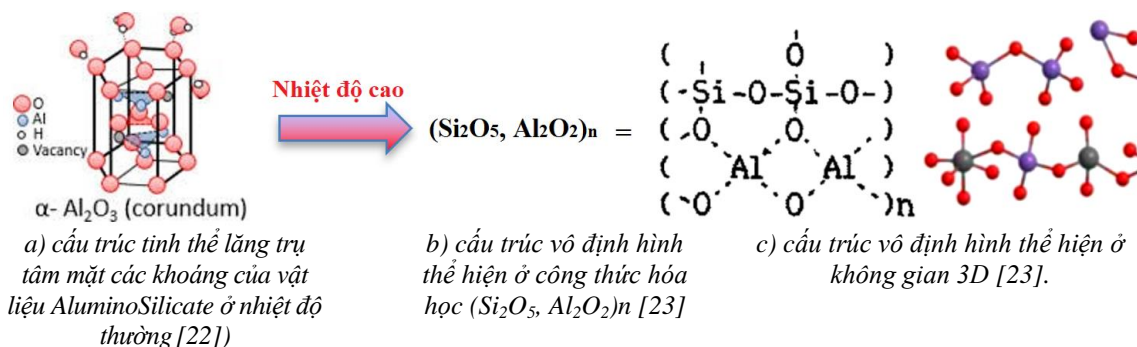 O
Al
H
Vacancy
α- Al₂O₃ (corundum)
Nhiệt độ cao
(Si₂O₅, Al₂O₂)n =
( O )
( -Si-O-Si-O- )
( O O )
( Al Al )
( -O O O )n
a) cấu trúc tinh thể lăng trụ
tâm mặt các khoáng của vật
liệu AluminoSilicate ở nhiệt độ
thường [22])
b) cấu trúc vô định hình
thể hiện ở công thức hóa
học (Si₂O₅, Al₂O₂)n [23]
c) cấu trúc vô định hình thể hiện ở
không gian 3D [23].